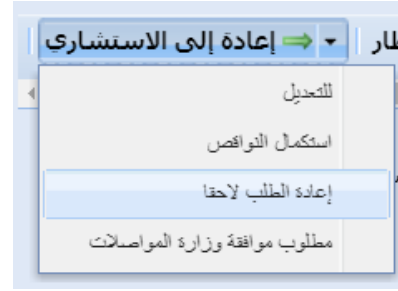 إعادة إلى الاستشاري
للتعديل
استكمال النواقص
إعادة الطلب لاحقا
مطلوب موافقة وزارة المواصلات